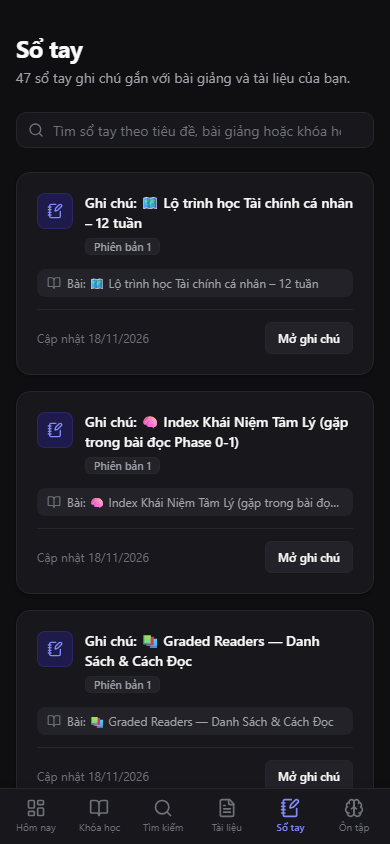 Sổ tay
47 sổ tay ghi chú gắn với bài giảng và tài liệu của bạn.
Tìm sổ tay theo tiêu đề, bài giảng hoặc khóa h
Ghi chú: 🗺️ Lộ trình học Tài chính cá nhân
– 12 tuần
Phiên bản 1
Bài: 🗺️ Lộ trình học Tài chính cá nhân – 12 tuần
Cập nhật 18/11/2026
Mở ghi chú
Ghi chú: 🧠 Index Khái Niệm Tâm Lý (gặp
trong bài đọc Phase 0-1)
Phiên bản 1
Bài: 🧠 Index Khái Niệm Tâm Lý (gặp trong bài đọ...
Cập nhật 18/11/2026
Mở ghi chú
Ghi chú: 📚 Graded Readers — Danh
Sách & Cách Đọc
Phiên bản 1
Bài: 📚 Graded Readers — Danh Sách & Cách Đọc
Cập nhật 18/11/2026
Mở ghi chú
Hôm nay
Khóa học
Tìm kiếm
Tài liệu
Sổ tay
Ôn tập